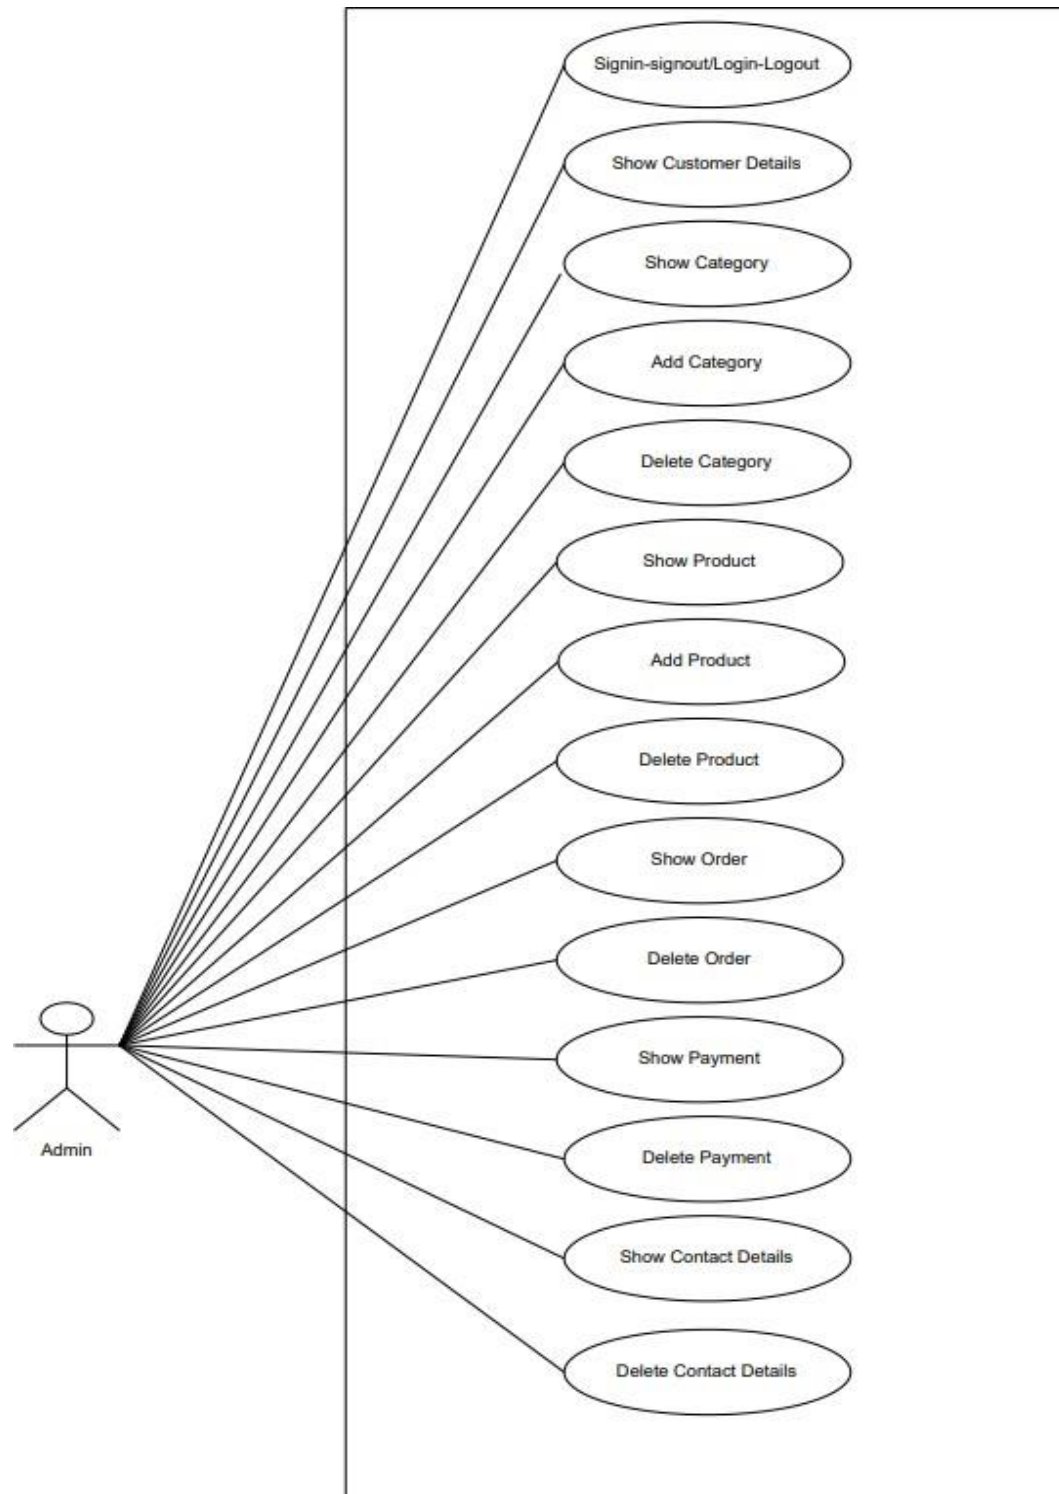 Signin-signout/Login-Logout
Show Customer Details
Show Category
Add Category
Delete Category
Show Product
Add Product
Delete Product
Show Order
Delete Order
Show Payment
Admin
Delete Payment
Show Contact Details
Delete Contact Details